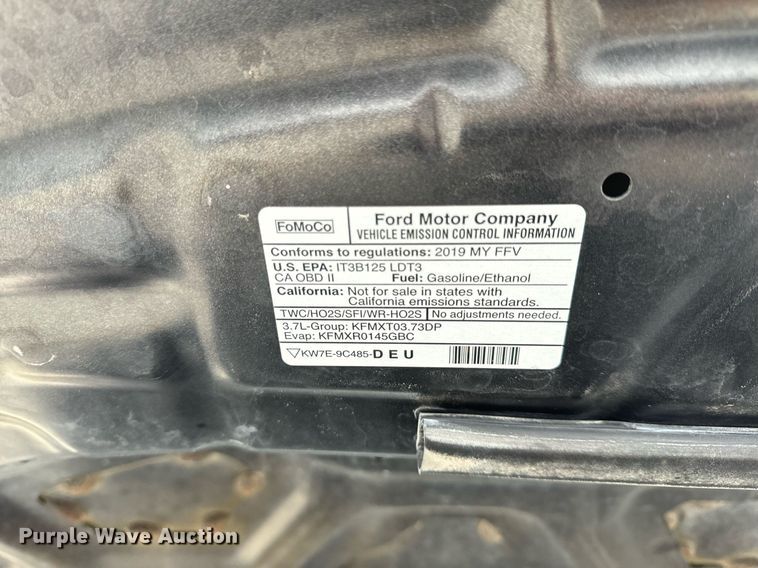 FoMoCo
Ford Motor Company
VEHICLE EMISSION CONTROL INFORMATION
Conforms to regulations: 2019 MY FFV
U.S. EPA: IT3B125 LDT3
CA OBD II Fuel: Gasoline/Ethanol
California: Not for sale in states with
California emissions standards.
TWC/HO2S/SFI/WR-HO2S No adjustments needed.
3.7L-Group: KFMXT03.73DP
Evap: KFMXR0145GBC
KW7E-9C485-DEU
Purple Wave Auction